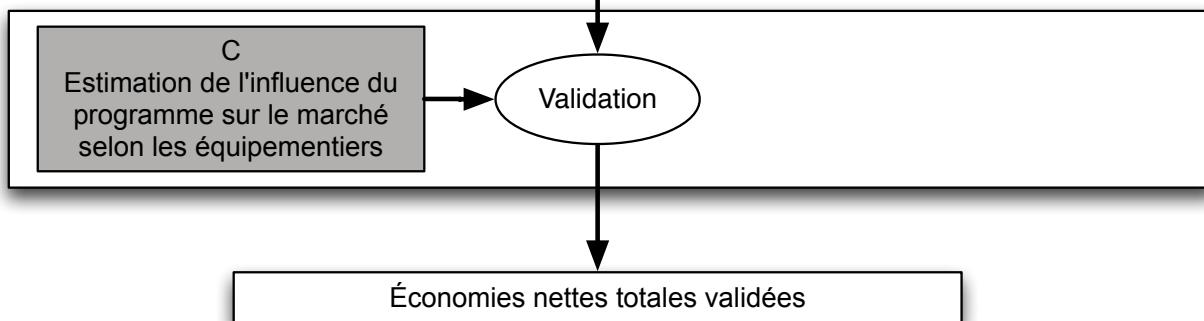 C
Estimation de l'influence du
programme sur le marché
selon les équipementiers
Validation
Économies nettes totales validées